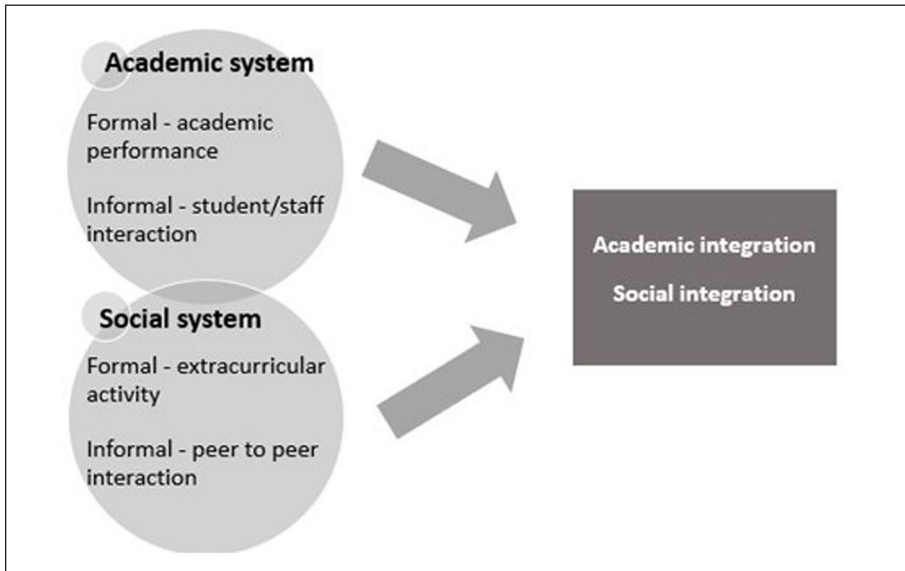 Academic system
Formal - academic
performance
Informal - student/staff
interaction
Social system
Formal - extracurricular
activity
Informal - peer to peer
interaction
Academic integration
Social integration